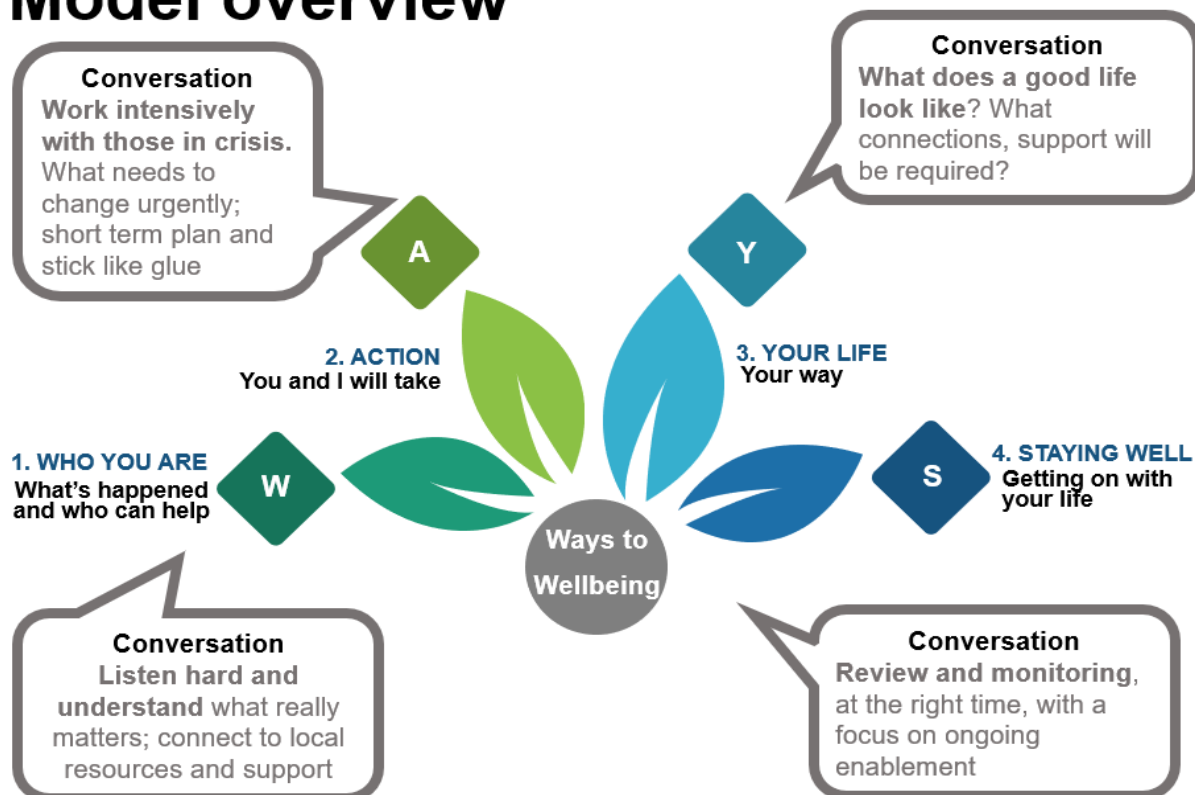 Model overview
Conversation
Work intensively
with those in crisis.
What needs to
change urgently;
short term plan and
stick like glue
Conversation
What does a good life
look like? What
connections, support will
be required?
A
Y
2. ACTION
You and I will take
3. YOUR LIFE
Your way
1. WHO YOU ARE
What's happened
and who can help
W
S
4. STAYING WELL
Getting on with
your life
Ways to
Wellbeing
Conversation
Listen hard and
understand what really
matters; connect to local
resources and support
Conversation
Review and monitoring,
at the right time, with a
focus on ongoing
enablement